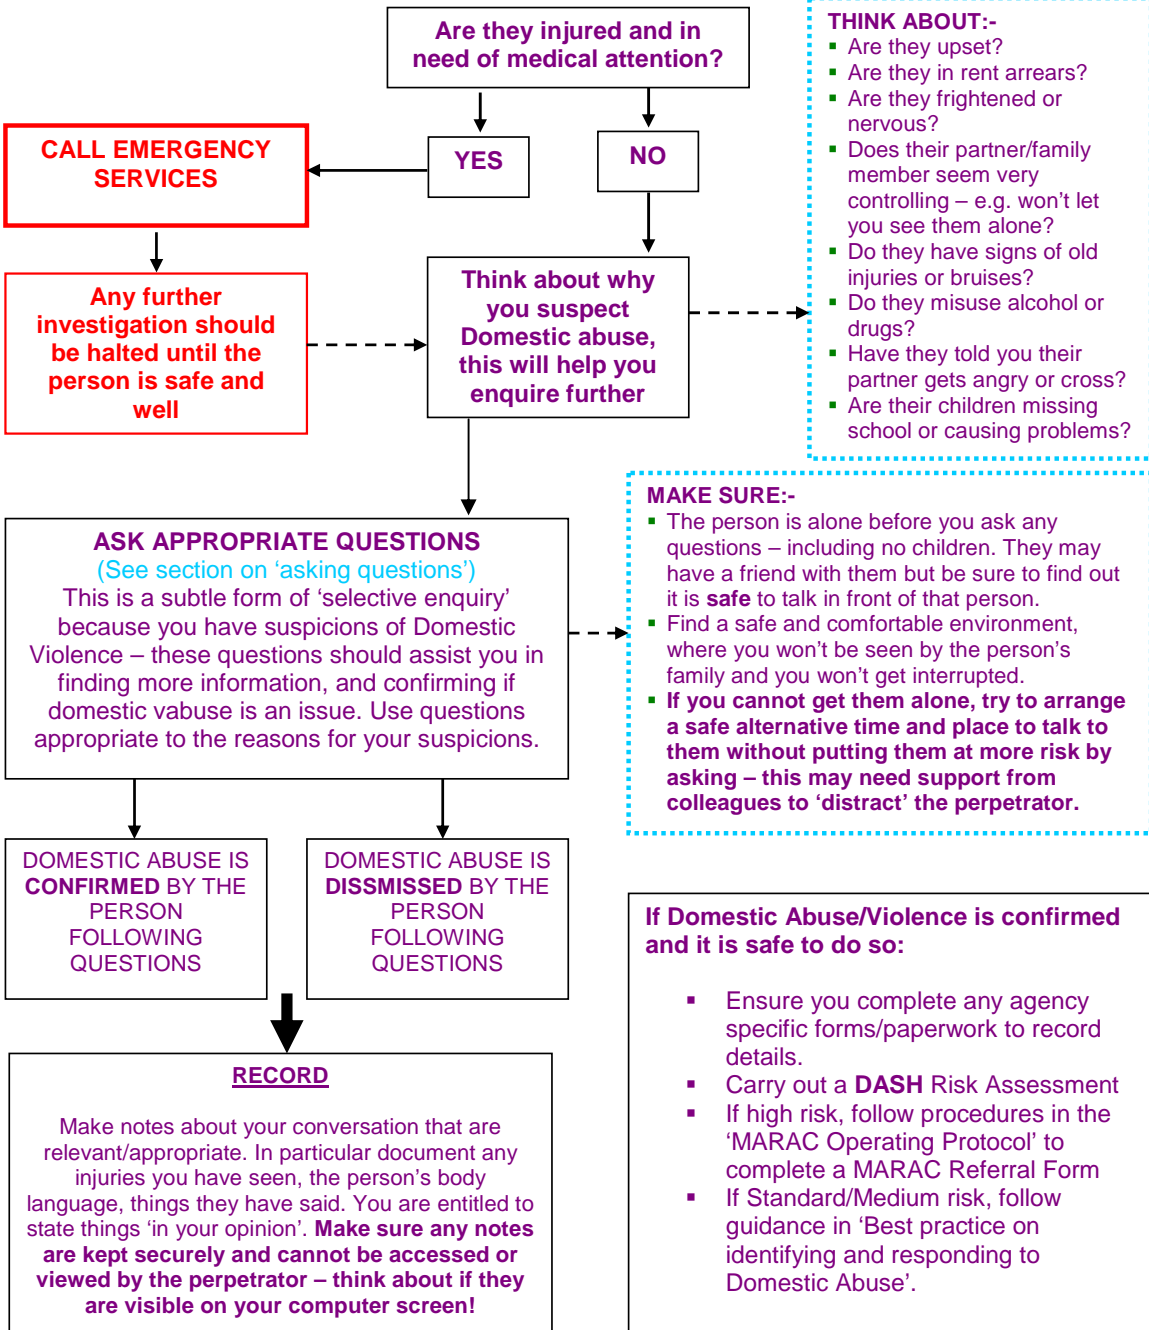 Are they injured and in
need of medical attention?
YES
NO
CALL EMERGENCY
SERVICES
Any further
investigation should
be halted until the
person is safe and
well
Think about why
you suspect
Domestic abuse,
this will help you
enquire further
THINK ABOUT:-
▪ Are they upset?
▪ Are they in rent arrears?
▪ Are they frightened or
nervous?
▪ Does their partner/family
member seem very
controlling – e.g. won’t let
you see them alone?
▪ Do they have signs of old
injuries or bruises?
▪ Do they misuse alcohol or
drugs?
▪ Have they told you their
partner gets angry or cross?
▪ Are their children missing
school or causing problems?
ASK APPROPRIATE QUESTIONS
(See section on ‘asking questions’)
This is a subtle form of ‘selective enquiry’
because you have suspicions of Domestic
Violence – these questions should assist you in
finding more information, and confirming if
domestic vabuse is an issue. Use questions
appropriate to the reasons for your suspicions.
MAKE SURE:-
▪ The person is alone before you ask any
questions – including no children. They may
have a friend with them but be sure to find out
it is safe to talk in front of that person.
▪ Find a safe and comfortable environment,
where you won’t be seen by the person’s
family and you won’t get interrupted.
▪ If you cannot get them alone, try to arrange
a safe alternative time and place to talk to
them without putting them at more risk by
asking – this may need support from
colleagues to ‘distract’ the perpetrator.
DOMESTIC ABUSE IS
CONFIRMED BY THE
PERSON
FOLLOWING
QUESTIONS
DOMESTIC ABUSE IS
DISSMISSED BY THE
PERSON
FOLLOWING
QUESTIONS
RECORD
Make notes about your conversation that are
relevant/appropriate. In particular document any
injuries you have seen, the person’s body
language, things they have said. You are entitled to
state things ‘in your opinion’. Make sure any notes
are kept securely and cannot be accessed or
viewed by the perpetrator – think about if they
are visible on your computer screen!
If Domestic Abuse/Violence is confirmed
and it is safe to do so:
▪ Ensure you complete any agency
specific forms/paperwork to record
details.
▪ Carry out a DASH Risk Assessment
▪ If high risk, follow procedures in the
‘MARAC Operating Protocol’ to
complete a MARAC Referral Form
▪ If Standard/Medium risk, follow
guidance in ‘Best practice on
identifying and responding to
Domestic Abuse’.